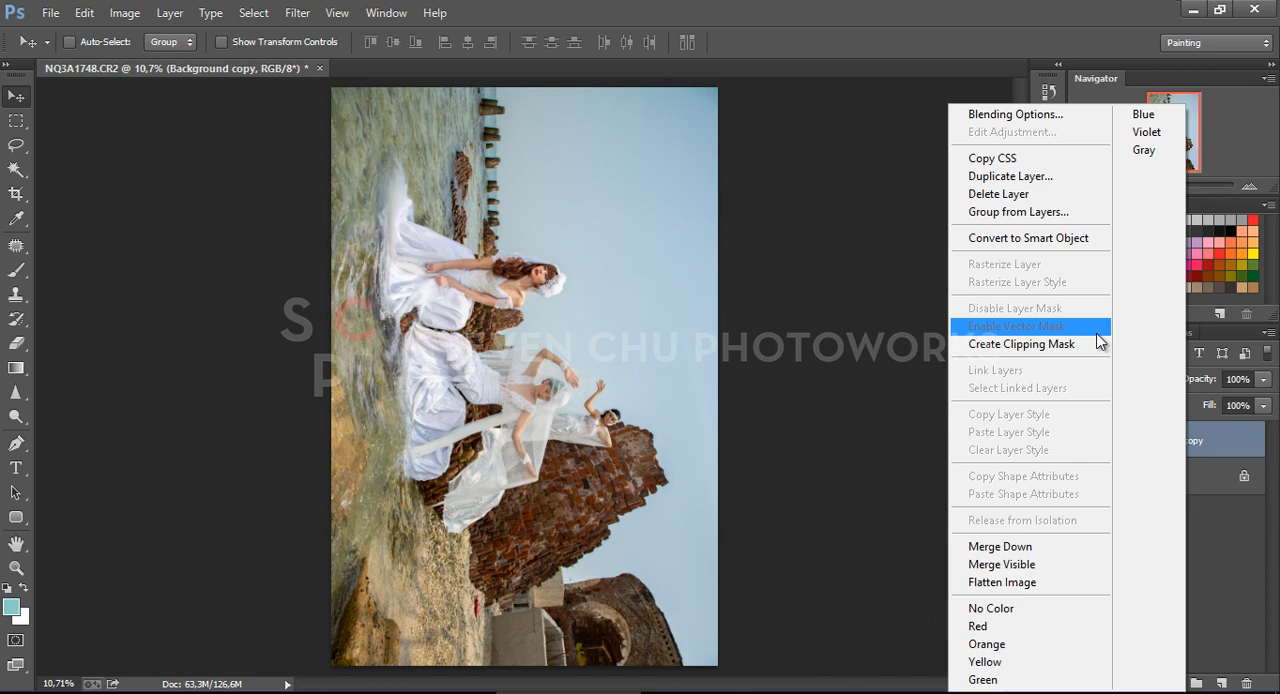 Ps File Edit Image Layer Type Select Filter View Window Help
Auto-Select: Group Show Transform Controls Painting
NQ3A1748.CR2 @ 10,7% (Background copy, RGB/8*) * ×
Navigator
Blending Options...
Edit Adjustment...
Copy CSS
Duplicate Layer...
Delete Layer
Group from Layers...
Convert to Smart Object
Rasterize Layer
Rasterize Layer Style
Disable Layer Mask
Enable Vector Mask
Create Clipping Mask
Link Layers
Select Linked Layers
Copy Layer Style
Paste Layer Style
Clear Layer Style
Copy Shape Attributes
Paste Shape Attributes
Release from Isolation
Merge Down
Merge Visible
Flatten Image
No Color
Red
Orange
Yellow
Green
Blue
Violet
Gray
CHU PHOTOWORKS
Opacity: 100%
Fill: 100%
copy
10,71% Doc: 63,3M/126,6M